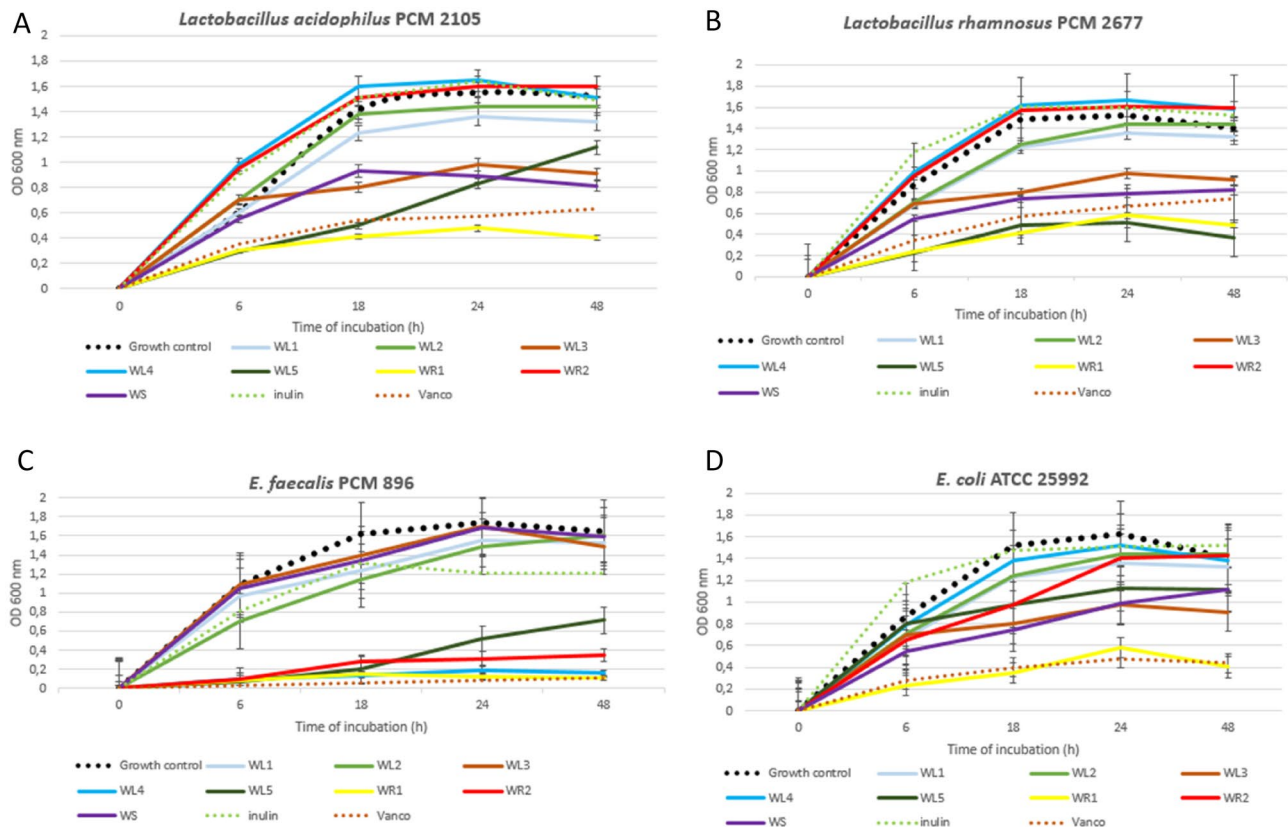 A
Lactobacillus acidophilus PCM 2105
1,8
1,6
1,4
1,2
1
0,8
0,6
0,4
0,2
0
OD 600 nm
0 6 18 24 48
Time of incubation (h)
Growth control WL1 WL2 WL3
WL4 WL5 WR1 WR2
WS inulin Vanco
B
Lactobacillus rhamnosus PCM 2677
2
1,8
1,6
1,4
1,2
1
0,8
0,6
0,4
0,2
0
OD 600 nm
0 6 18 24 48
Time of incubation (h)
Growth control WL1 WL2 WL3
WL4 WL5 WR1 WR2
WS inulin Vanco
C
E. faecalis PCM 896
2
1,8
1,6
1,4
1,2
1
0,8
0,6
0,4
0,2
0
OD 600 nm
0 6 18 24 48
Time of incubation (h)
Growth control WL1 WL2 WL3
WL4 WL5 WR1 WR2
WS inulin Vanco
D
E. coli ATCC 25992
2
1,8
1,6
1,4
1,2
1
0,8
0,6
0,4
0,2
0
OD 600 nm
0 6 18 24 48
Time of incubation (h)
Growth control WL1 WL2 WL3
WL4 WL5 WR1 WR2
WS inulin Vanco